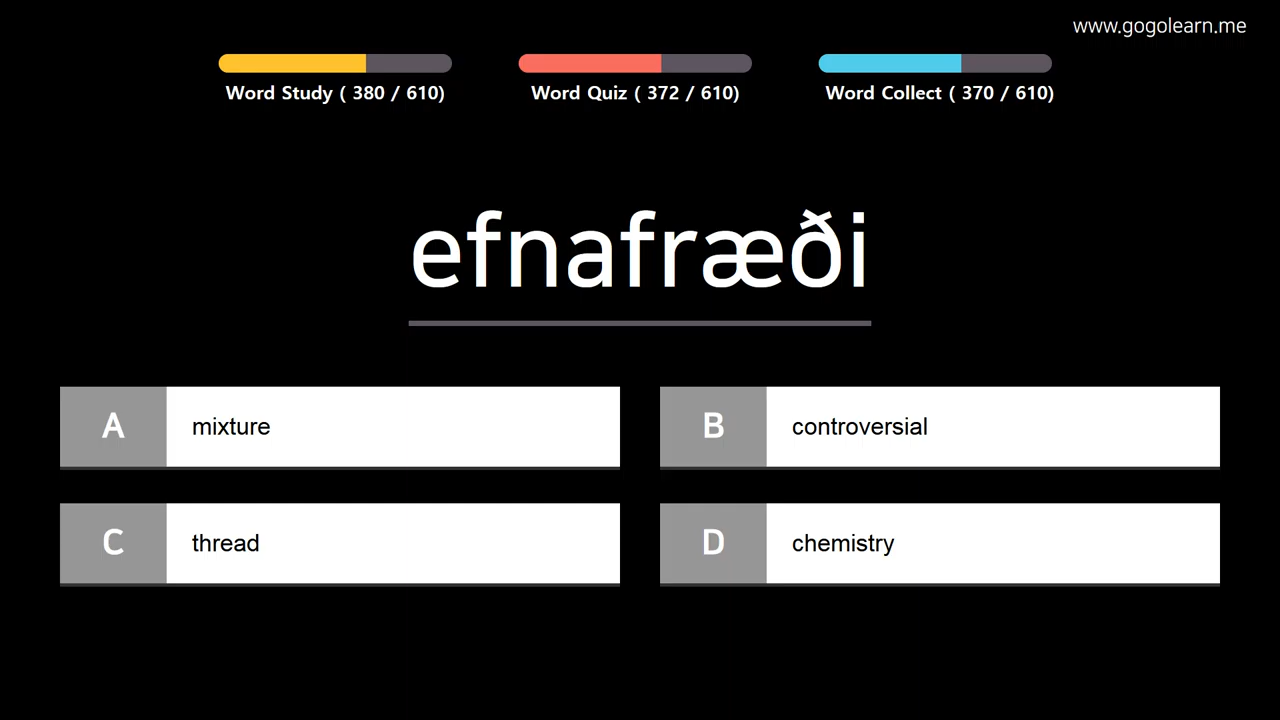 www.gogolearn.me
Word Study ( 380 / 610)
Word Quiz ( 372 / 610)
Word Collect ( 370 / 610)
efnafræði
A mixture
B controversial
C thread
D chemistry